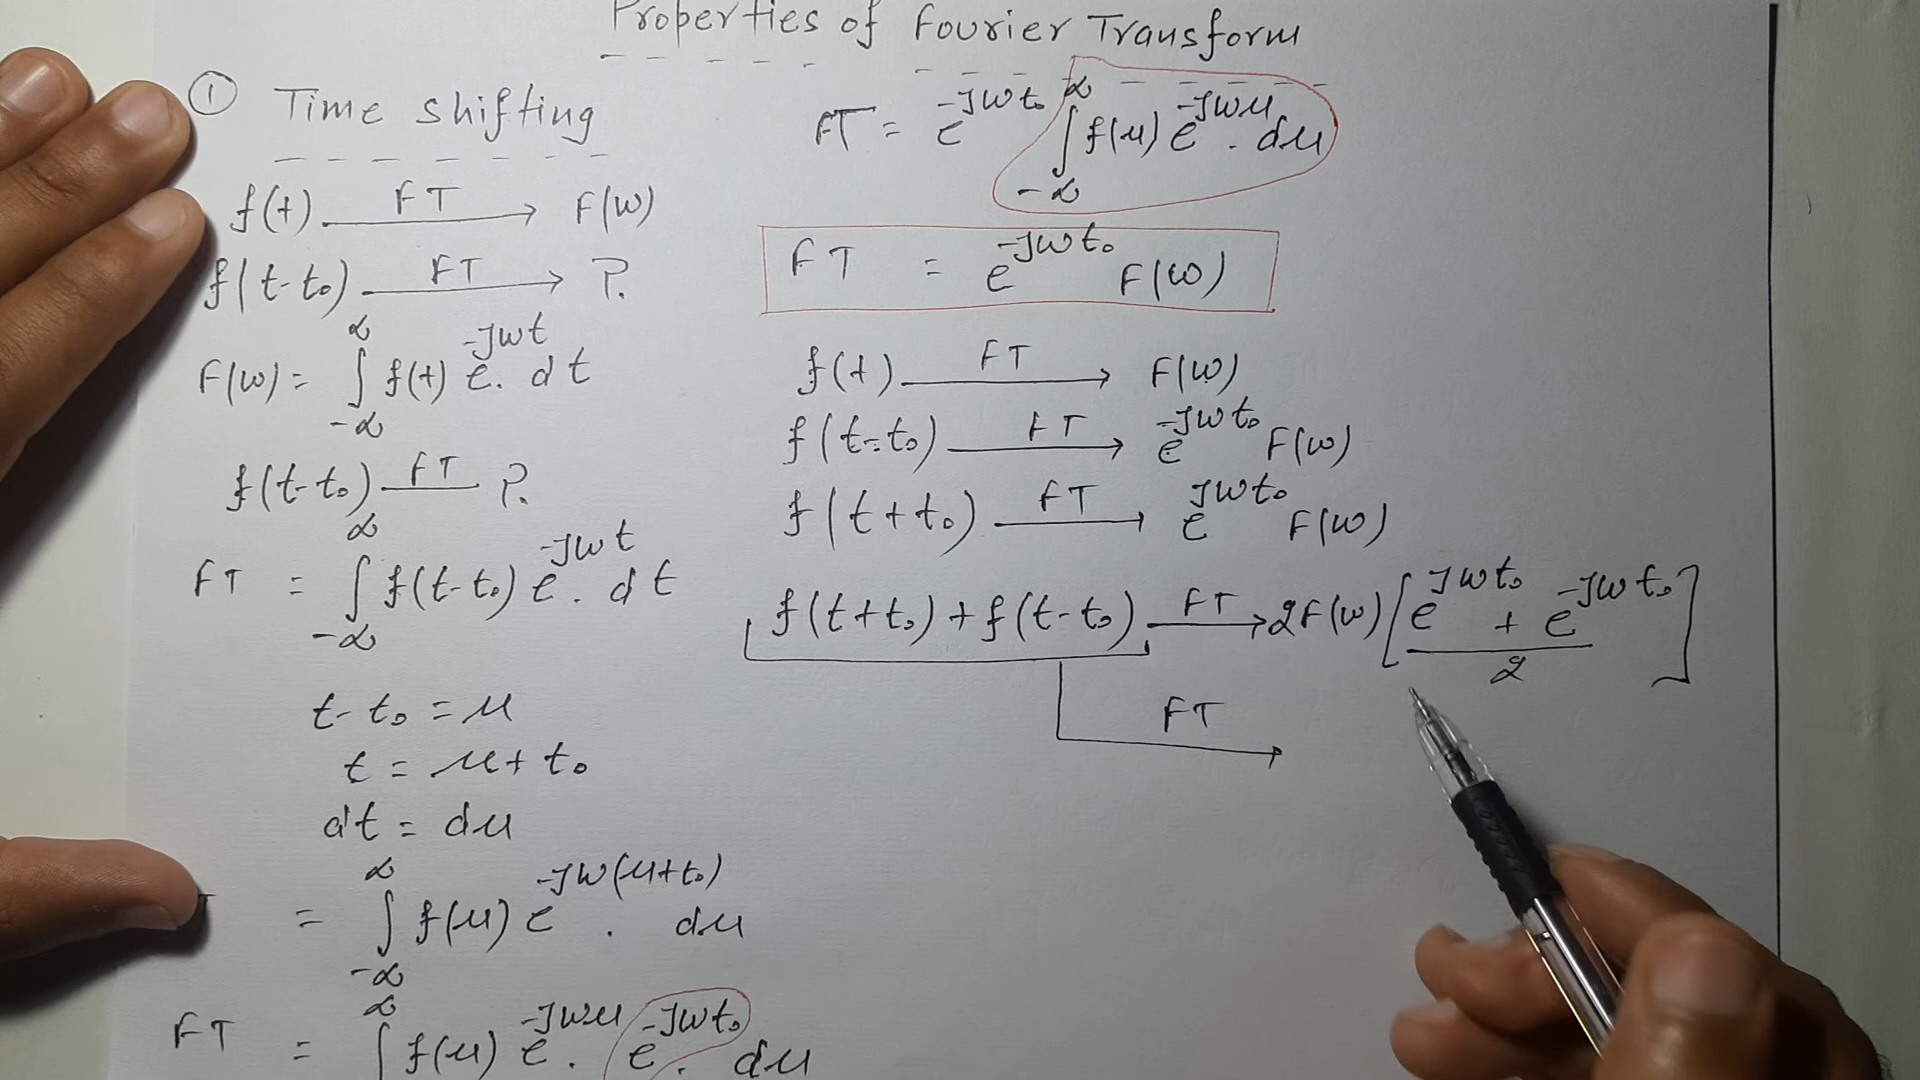 Properties of Fourier Transform
① Time shifting
f(t) FT → F(w)
f(t-t₀) FT → ?
F(w) = ∫_{-∞}^{∞} f(t) e^{-jwt} . dt
f(t-t₀) FT ?
FT = ∫_{-∞}^{∞} f(t-t₀) e^{-jwt} . dt
t-t₀ = u
t = u+t₀
dt = du
= ∫_{-∞}^{∞} f(u) e^{-jw(u+t₀)} . du
FT = ∫^{∞} f(u) e^{-jwu} . e^{-jwt₀} . du
FT = e^{-jwt₀} ∫_{-∞}^{∞} f(u) e^{-jwu} . du
FT = e^{-jwt₀} F(w)
f(t) FT → F(w)
f(t-t₀) FT → e^{-jwt₀} F(w)
f(t+t₀) FT → e^{jwt₀} F(w)
f(t+t₀) + f(t-t₀) FT → 2F(w) [(e^{jwt₀} + e^{-jwt₀})/2]
FT →